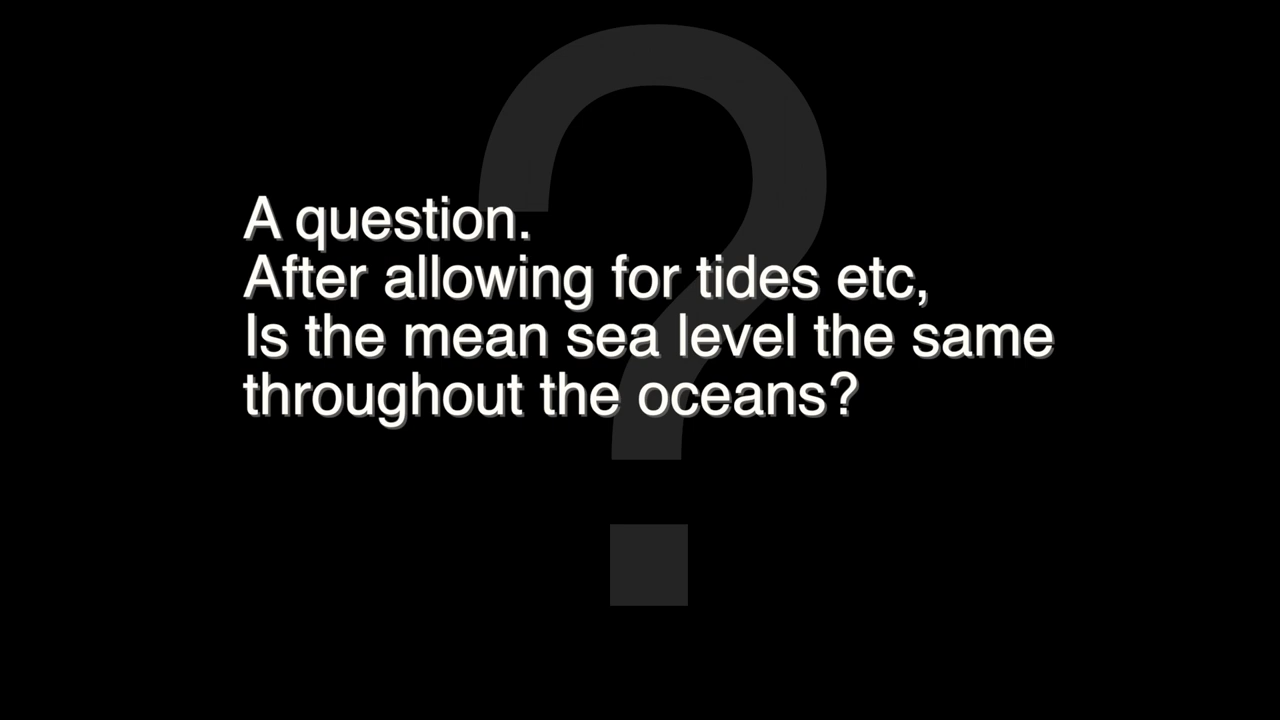 A question.
After allowing for tides etc,
Is the mean sea level the same
throughout the oceans?